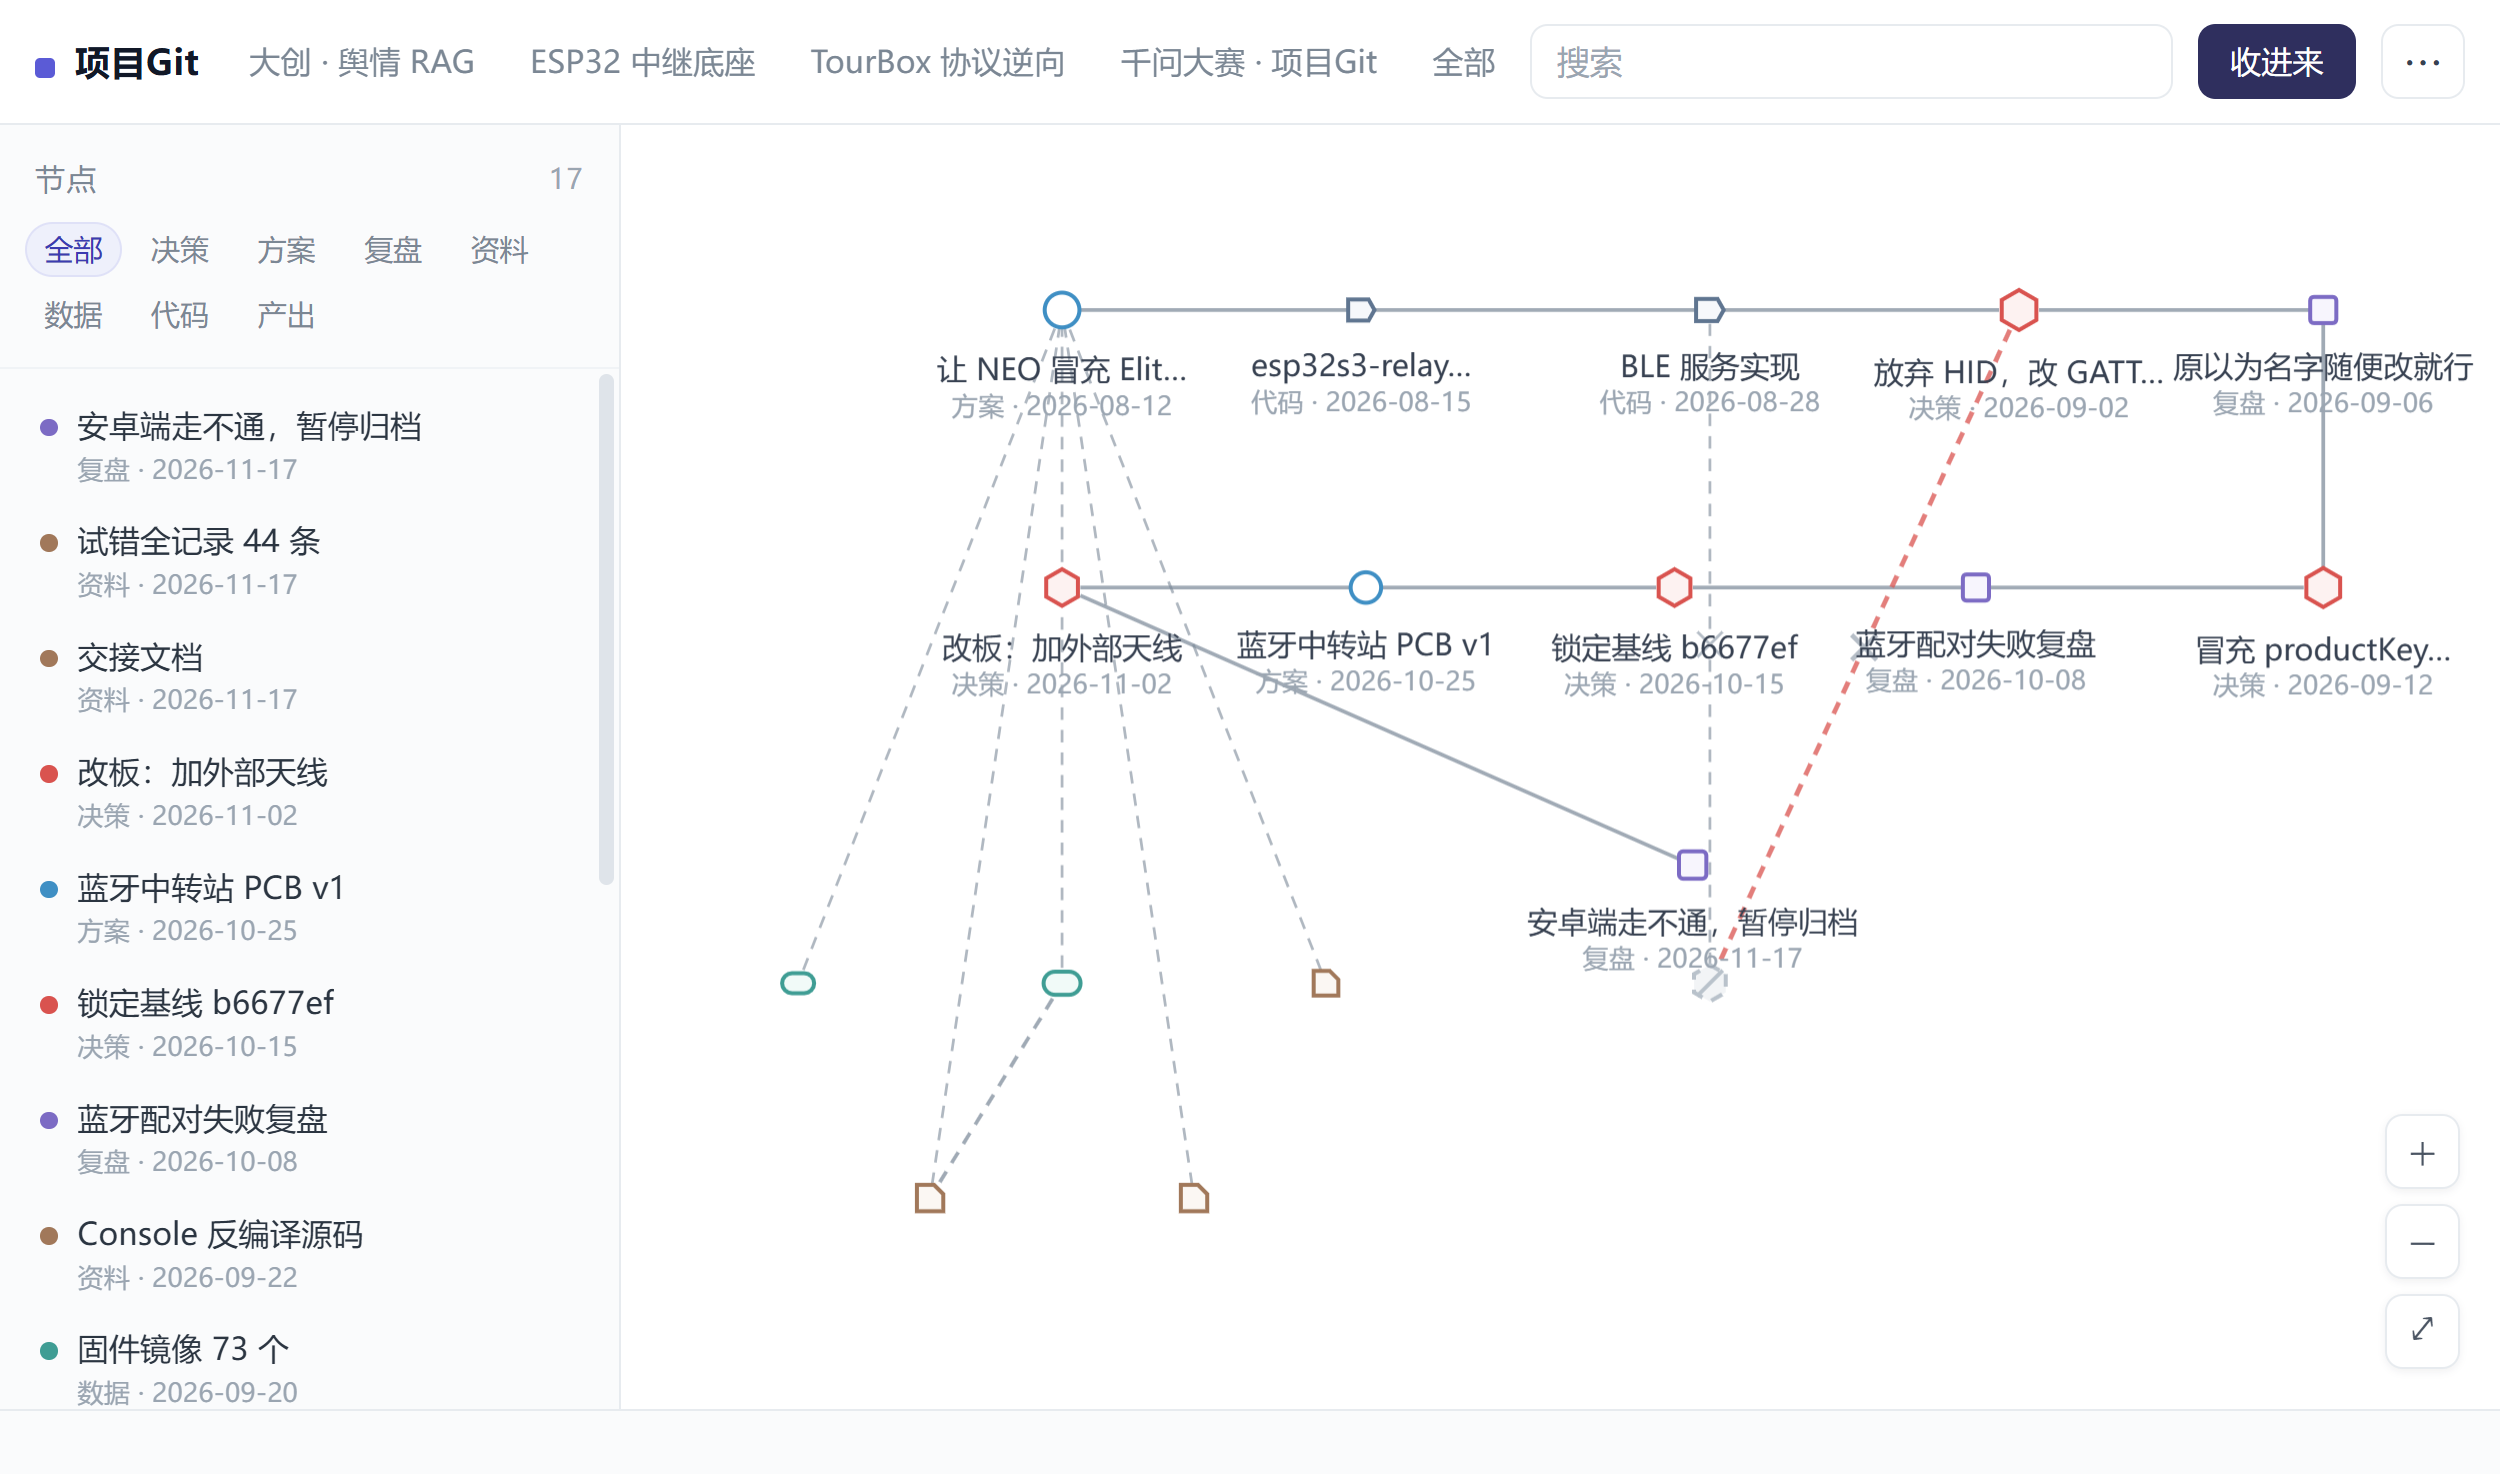 项目Git
大创 · 舆情 RAG
ESP32 中继底座
TourBox 协议逆向
千问大赛 · 项目Git
全部
搜索
收进来
···
节点
17
全部
决策
方案
复盘
资料
数据
代码
产出
安卓端走不通，暂停归档
复盘 · 2026-11-17
试错全记录 44 条
资料 · 2026-11-17
交接文档
资料 · 2026-11-17
改板：加外部天线
决策 · 2026-11-02
蓝牙中转站 PCB v1
方案 · 2026-10-25
锁定基线 b6677ef
决策 · 2026-10-15
蓝牙配对失败复盘
复盘 · 2026-10-08
Console 反编译源码
资料 · 2026-09-22
固件镜像 73 个
数据 · 2026-09-20
让 NEO 冒充 Elit...
方案 · 2026-08-12
esp32s3-relay...
代码 · 2026-08-15
BLE 服务实现
代码 · 2026-08-28
放弃 HID，改 GATT...
决策 · 2026-09-02
原以为名字随便改就行
复盘 · 2026-09-06
改板：加外部天线
决策 · 2026-11-02
蓝牙中转站 PCB v1
方案 · 2026-10-25
锁定基线 b6677ef
决策 · 2026-10-15
蓝牙配对失败复盘
复盘 · 2026-10-08
冒充 productKey...
决策 · 2026-09-12
安卓端走不通，暂停归档
复盘 · 2026-11-17